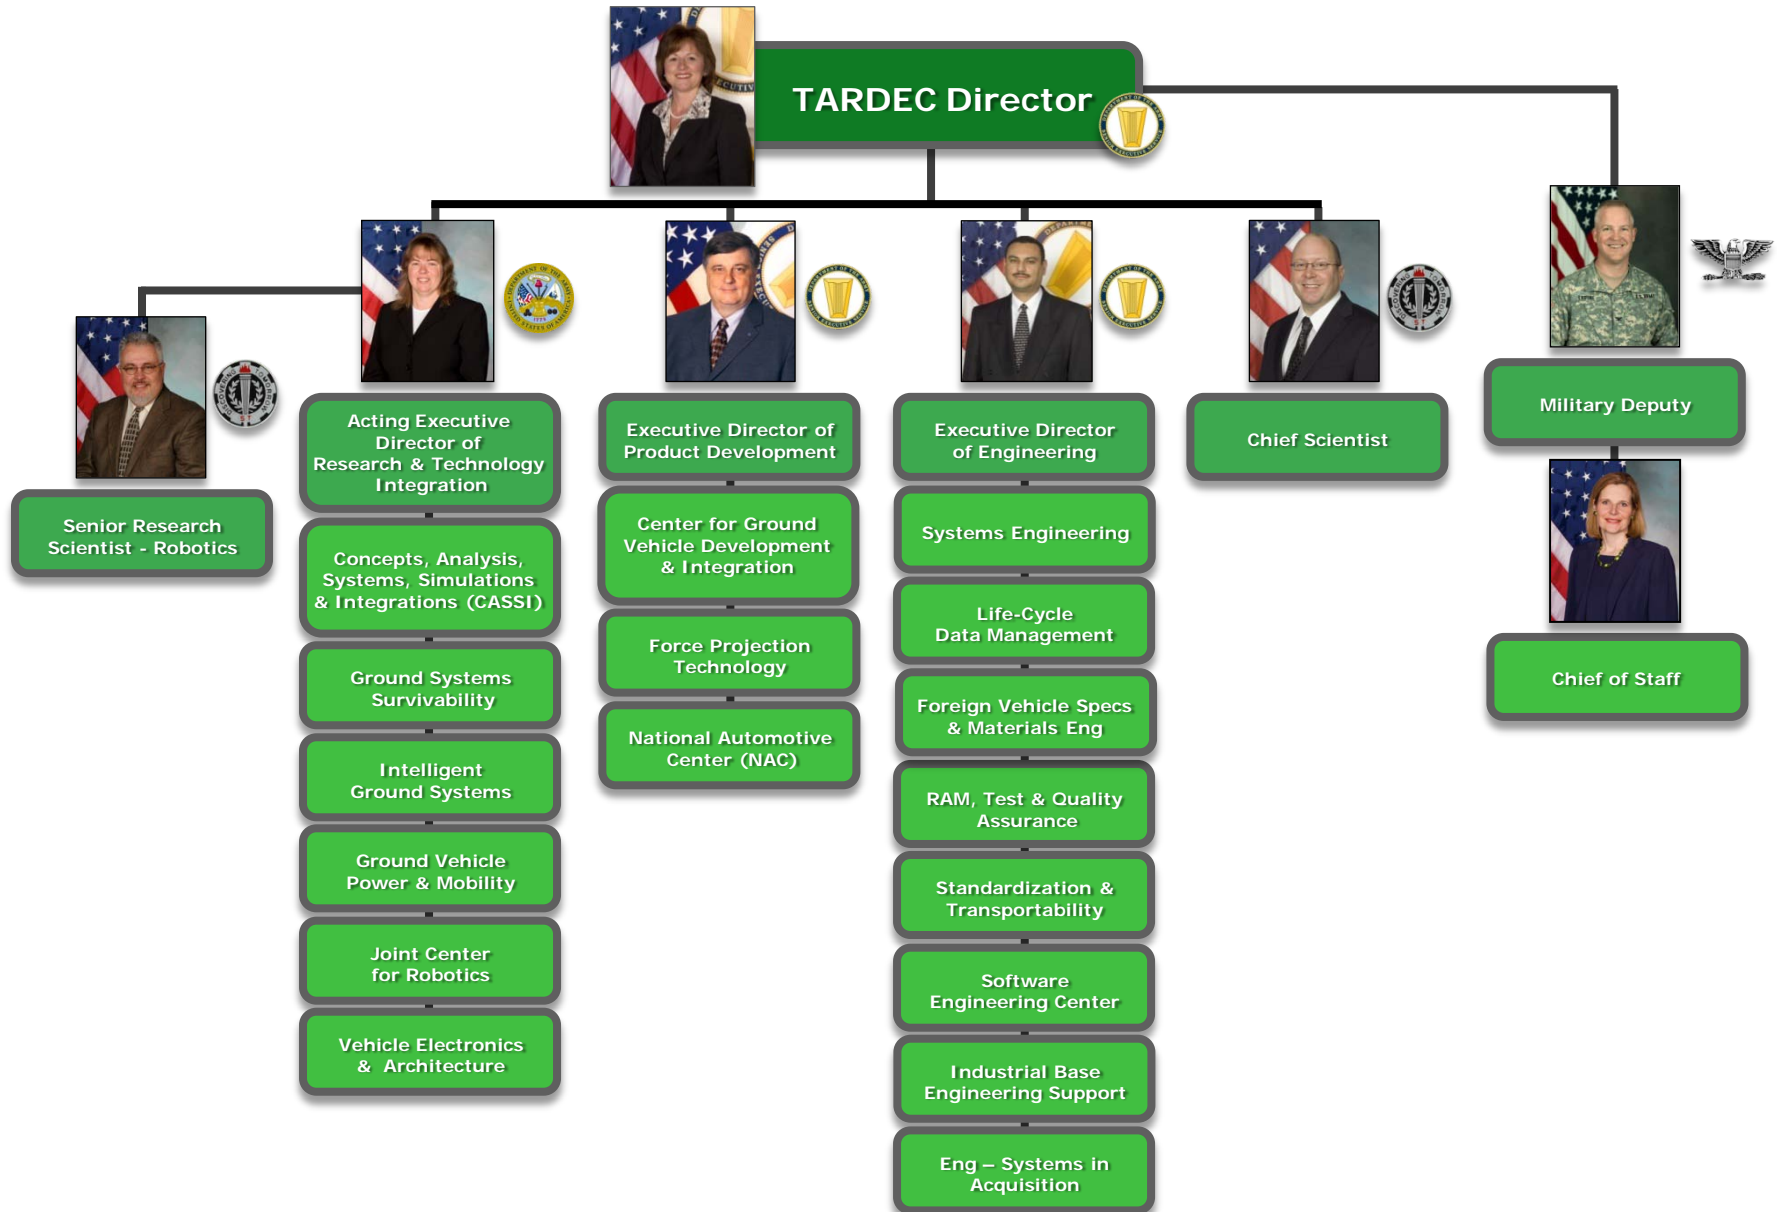 TARDEC Director
Senior Research
Scientist - Robotics
Acting Executive
Director of
Research & Technology
Integration
Concepts, Analysis,
Systems, Simulations
& Integrations (CASSI)
Ground Systems
Survivability
Intelligent
Ground Systems
Ground Vehicle
Power & Mobility
Joint Center
for Robotics
Vehicle Electronics
& Architecture
Executive Director of
Product Development
Center for Ground
Vehicle Development
& Integration
Force Projection
Technology
National Automotive
Center (NAC)
Executive Director
of Engineering
Systems Engineering
Life-Cycle
Data Management
Foreign Vehicle Specs
& Materials Eng
RAM, Test & Quality
Assurance
Standardization &
Transportability
Software
Engineering Center
Industrial Base
Engineering Support
Eng – Systems in
Acquisition
Chief Scientist
Military Deputy
Chief of Staff